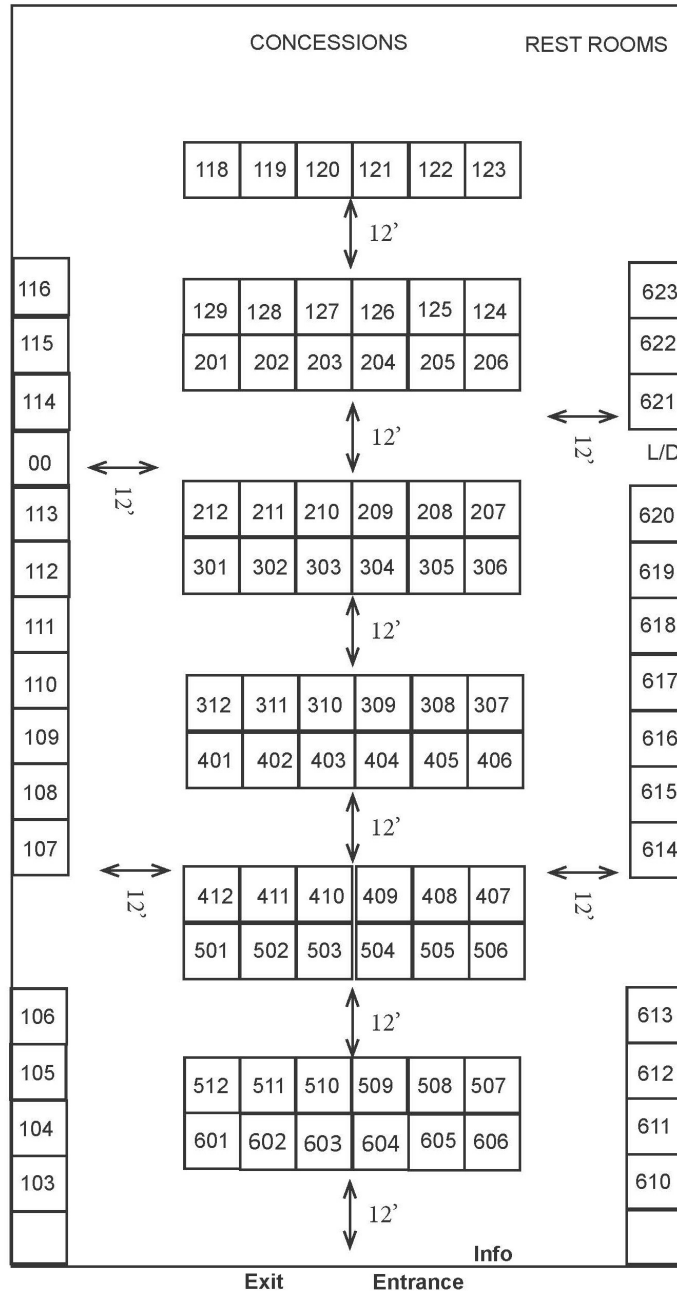 CONCESSIONS REST ROOMS
118 119 120 121 122 123
12’
116 623
129 128 127 126 125 124
115 622
201 202 203 204 205 206
114 621
12’ 12’
00 L/D
12’
113 212 211 210 209 208 207 620
112 301 302 303 304 305 306 619
111 12’ 618
110 617
312 311 310 309 308 307
109 616
401 402 403 404 405 406
108 615
12’
107 614
12’ 412 411 410 409 408 407 12’
501 502 503 504 505 506
106 613
12’
105 612
512 511 510 509 508 507
104 611
601 602 603 604 605 606
103 610
12’
Info
Exit Entrance